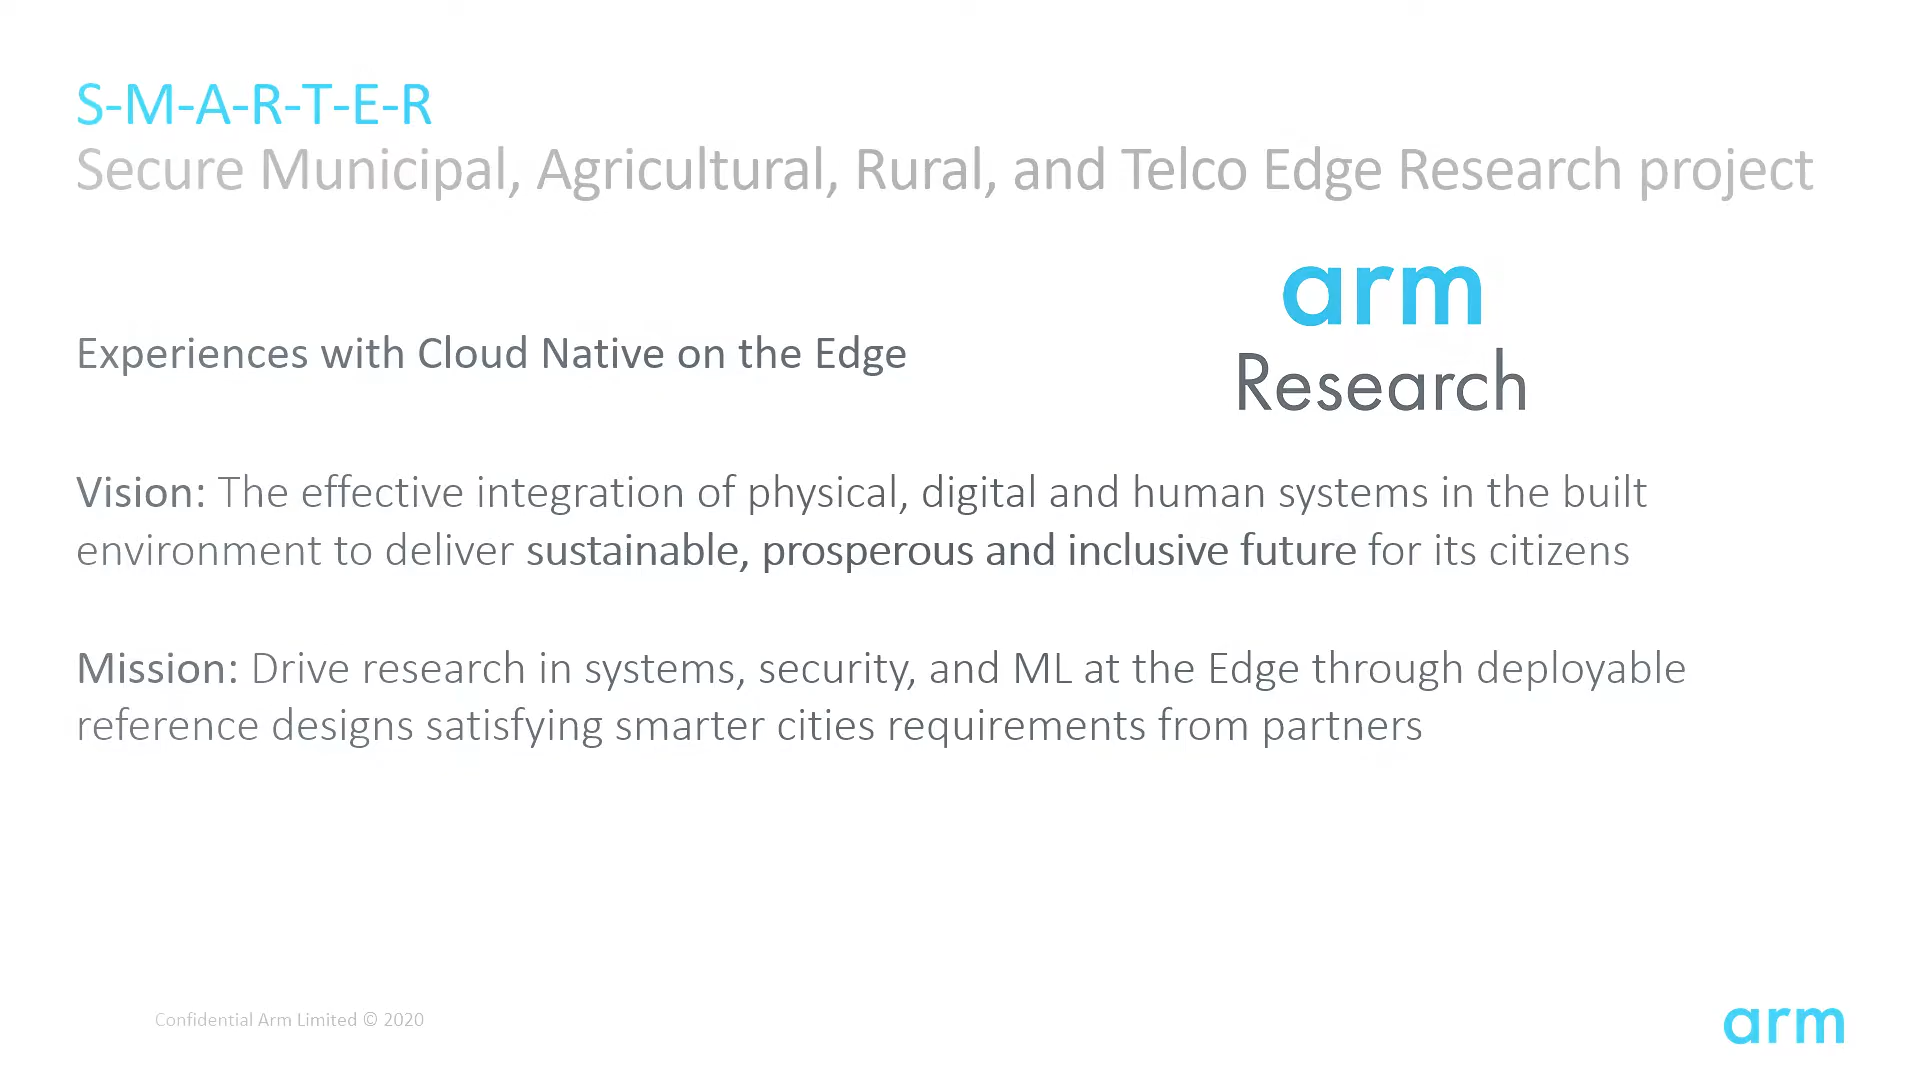 S-M-A-R-T-E-R
Secure Municipal, Agricultural, Rural, and Telco Edge Research project
arm
Research
Experiences with Cloud Native on the Edge
Vision: The effective integration of physical, digital and human systems in the built
environment to deliver sustainable, prosperous and inclusive future for its citizens
Mission: Drive research in systems, security, and ML at the Edge through deployable
reference designs satisfying smarter cities requirements from partners
Confidential Arm Limited © 2020
arm